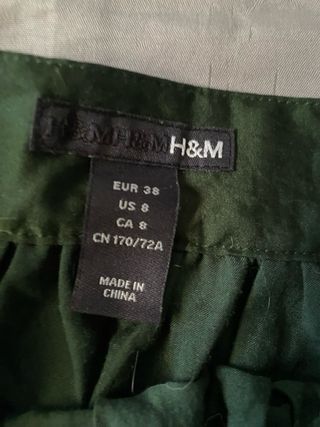 H&M H&M H&M
EUR 38
US 8
CA 8
CN 170/72A
MADE IN
CHINA